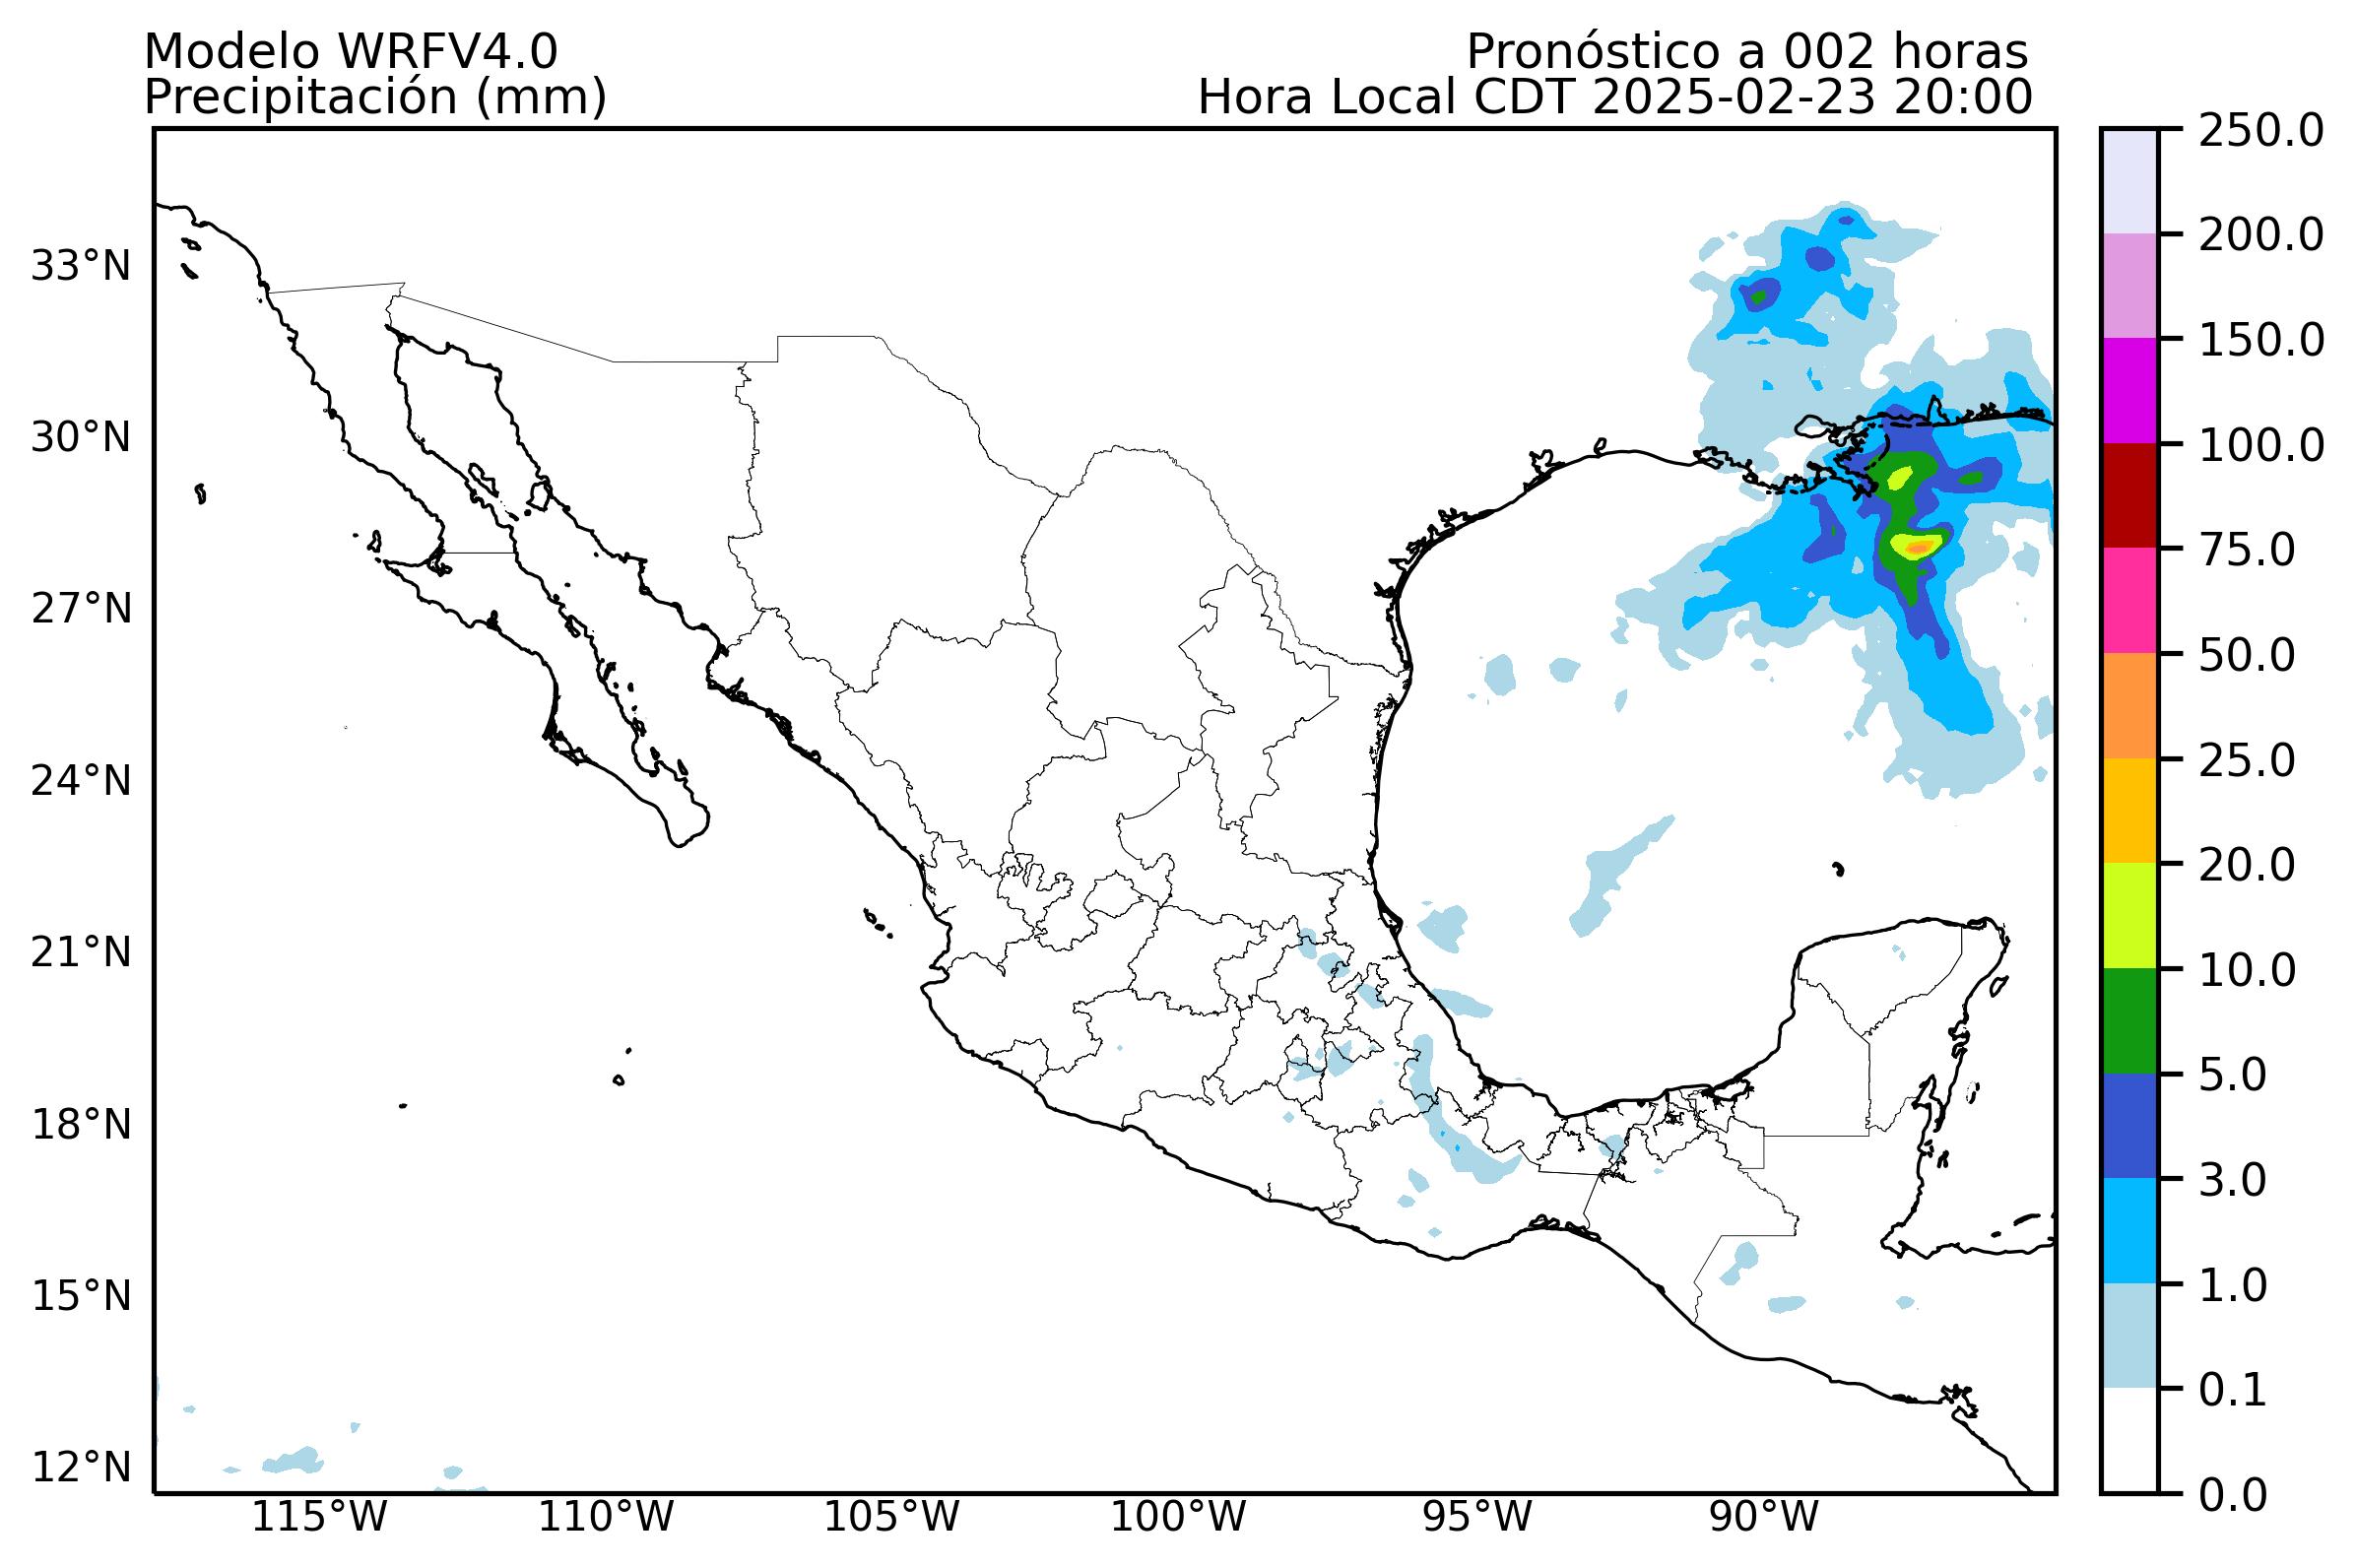 Modelo WRFV4.0
Precipitación (mm)
Pronóstico a 002 horas
Hora Local CDT 2025-02-23 20:00
33°N
30°N
27°N
24°N
21°N
18°N
15°N
12°N
115°W
110°W
105°W
100°W
95°W
90°W
250.0
200.0
150.0
100.0
75.0
50.0
25.0
20.0
10.0
5.0
3.0
1.0
0.1
0.0